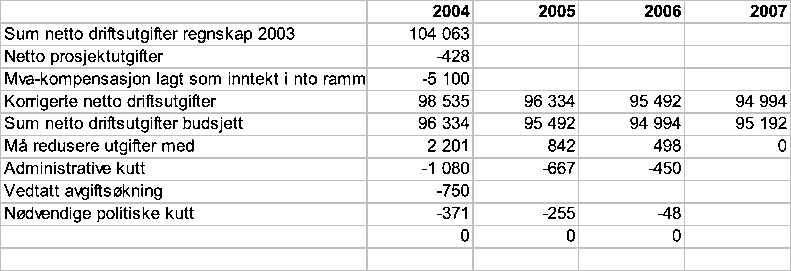 2004 2005 2006 2007
Sum netto driftsutgifter regnskap 2003 104 063
Netto prosjektutgifter -428
Mva-kompensasjon lagt som inntekt i nto ramm -5 100
Korrigerte netto driftsutgifter 98 535 96 334 95 492 94 994
Sum netto driftsutgifter budsjett 96 334 95 492 94 994 95 192
Må redusere utgifter med 2 201 842 498 0
Administrative kutt -1 080 -667 -450
Vedtatt avgiftsøkning -750
Nødvendige politiske kutt -371 -255 -48
0 0 0